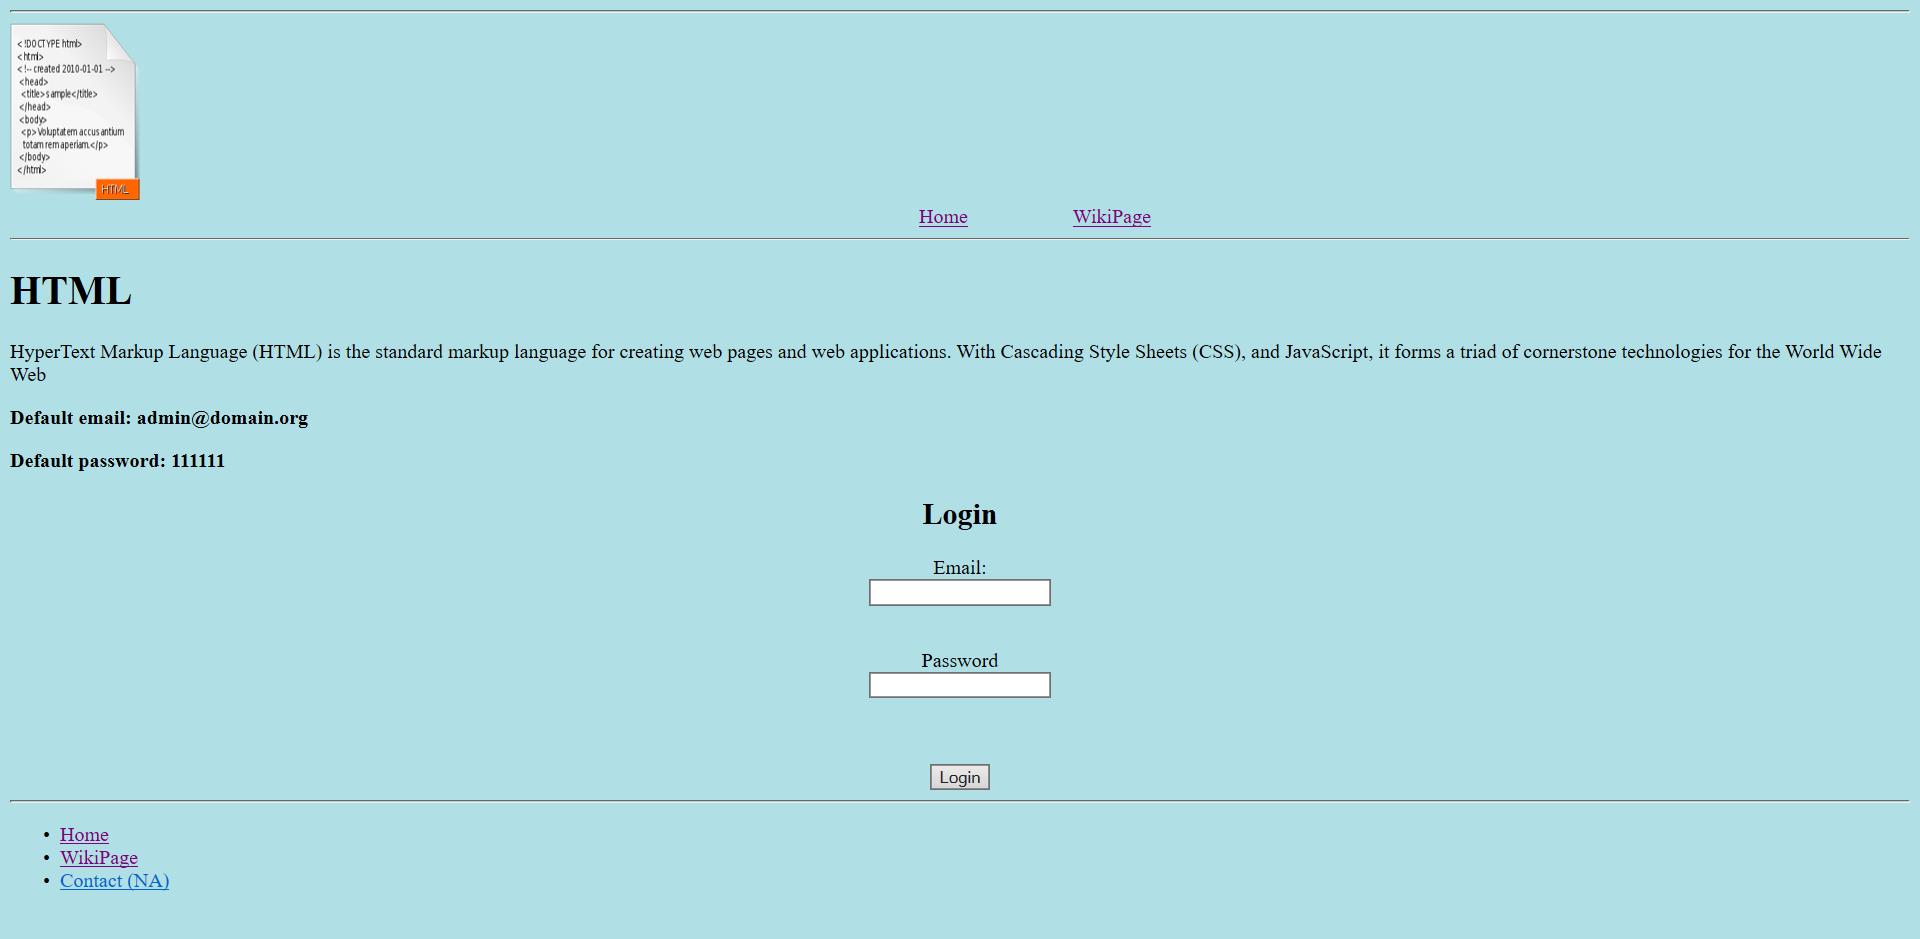 <!DOCTYPE html>
<html>
<!-- created 2010-01-01 -->
<head>
<title>sample</title>
</head>
<body>
<p>Voluptatem accusantium
totam rem aperiam.</p>
</body>
</html>
HTML
Home WikiPage
HTML
HyperText Markup Language (HTML) is the standard markup language for creating web pages and web applications. With Cascading Style Sheets (CSS), and JavaScript, it forms a triad of cornerstone technologies for the World Wide
Web
Default email: admin@domain.org
Default password: 111111
Login
Email:
Password
Login
• Home
• WikiPage
• Contact (NA)